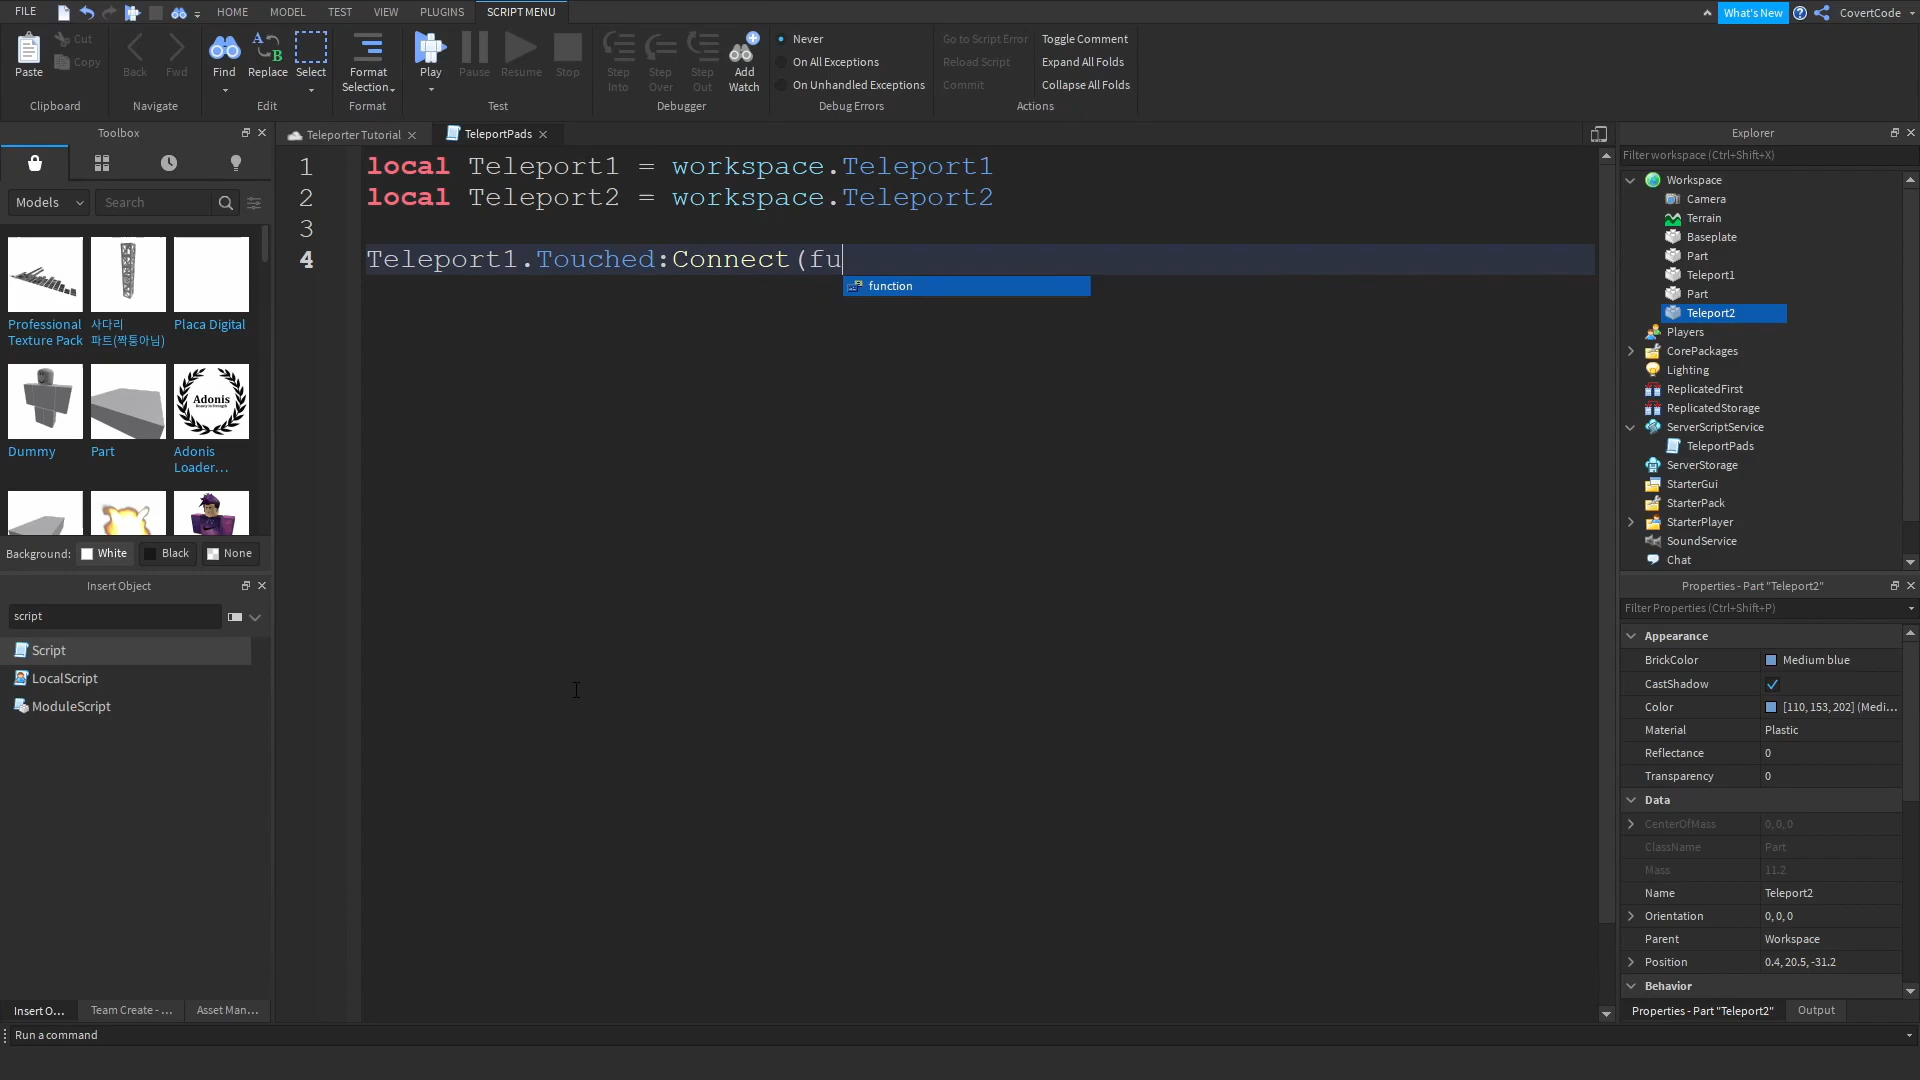 FILE HOME MODEL TEST VIEW PLUGINS SCRIPT MENU What's New CovertCode
Paste Cut Copy Back Fwd Find Replace Select Format Selection Play Pause Resume Stop Step Into Step Over Step Out Add Watch
Never
On All Exceptions
On Unhandled Exceptions
Go to Script Error
Reload Script
Commit
Toggle Comment
Expand All Folds
Collapse All Folds
Clipboard Navigate Edit Format Test Debugger Debug Errors Actions
Toolbox
Models Search
Professional Texture Pack
사다리 파트(짝퉁아님)
Placa Digital
Dummy
Part
Adonis
Adonis Loader...
Background: White Black None
Insert Object
script
Script
LocalScript
ModuleScript
Insert O... Team Create - ... Asset Man...
Run a command
Teleporter Tutorial TeleportPads
1 local Teleport1 = workspace.Teleport1
2 local Teleport2 = workspace.Teleport2
3
4 Teleport1.Touched:Connect(fu
function
Explorer
Filter workspace (Ctrl+Shift+X)
Workspace
Camera
Terrain
Baseplate
Part
Teleport1
Part
Teleport2
Players
CorePackages
Lighting
ReplicatedFirst
ReplicatedStorage
ServerScriptService
TeleportPads
ServerStorage
StarterGui
StarterPack
StarterPlayer
SoundService
Chat
Properties - Part "Teleport2"
Filter Properties (Ctrl+Shift+P)
Appearance
BrickColor Medium blue
CastShadow
Color [110, 153, 202] (Medi...
Material Plastic
Reflectance 0
Transparency 0
Data
CenterOfMass 0, 0, 0
ClassName Part
Mass 11.2
Name Teleport2
Orientation 0, 0, 0
Parent Workspace
Position 0.4, 20.5, -31.2
Behavior
Properties - Part "Teleport2" Output